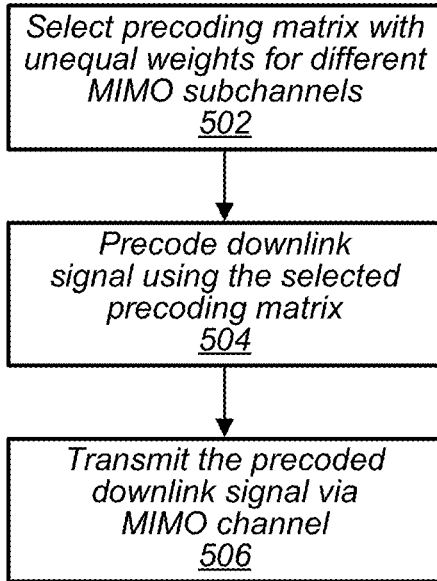 Select precoding matrix with
unequal weights for different
MIMO subchannels
502
Precode downlink
signal using the selected
precoding matrix
504
Transmit the precoded
downlink signal via
MIMO channel
506